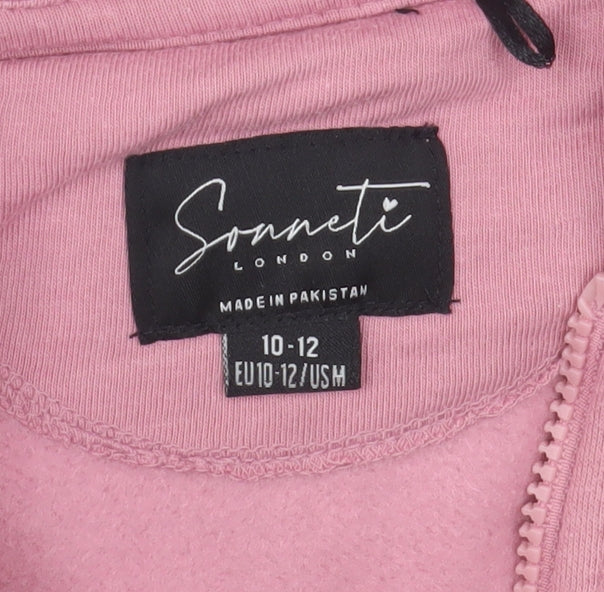 Sonneti
LONDON
MADE IN PAKISTAN
10-12
EU10-12/USM